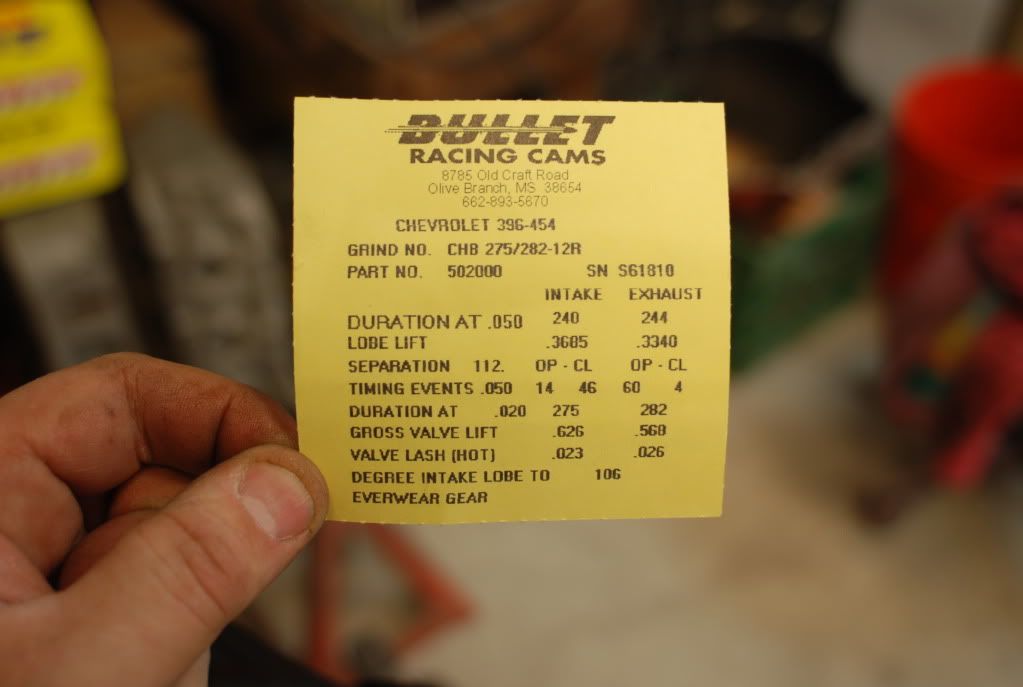 BULLET
RACING CAMS
8785 Old Craft Road
Olive Branch, MS 38654
662-893-5670
CHEVROLET 396-454
GRIND NO. CHB 275/282-12R
PART NO. 502000 SN S61810
INTAKE EXHAUST
DURATION AT .050 240 244
LOBE LIFT .3685 .3340
SEPARATION 112. OP - CL OP - CL
TIMING EVENTS .050 14 46 60 4
DURATION AT .020 275 282
GROSS VALVE LIFT .626 .568
VALVE LASH (HOT) .023 .026
DEGREE INTAKE LOBE TO 106
EVERWEAR GEAR